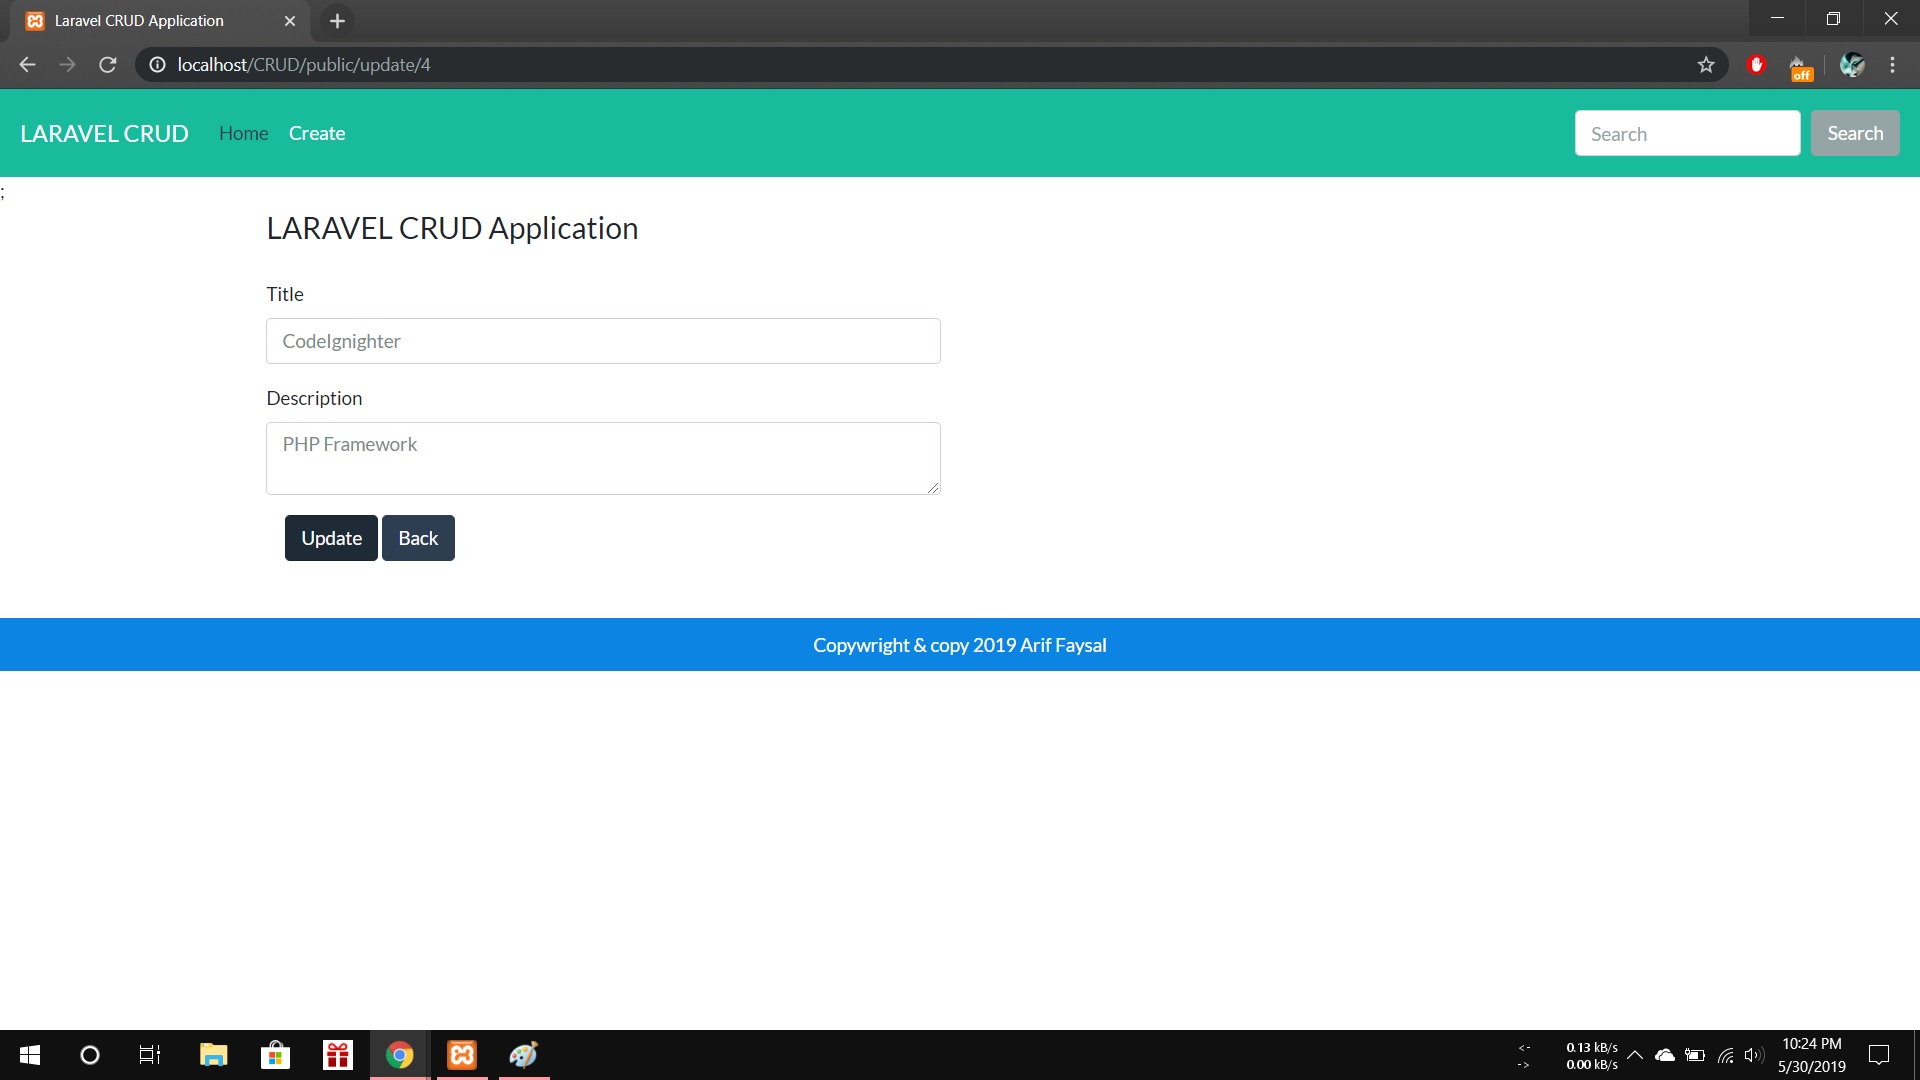 Laravel CRUD Application
localhost/CRUD/public/update/4
off
LARAVEL CRUD Home Create Search Search
;
LARAVEL CRUD Application
Title
CodeIgnighter
Description
PHP Framework
Update Back
Copywright & copy 2019 Arif Faysal
<- 0.13 kB/s
-> 0.00 kB/s
10:24 PM
5/30/2019